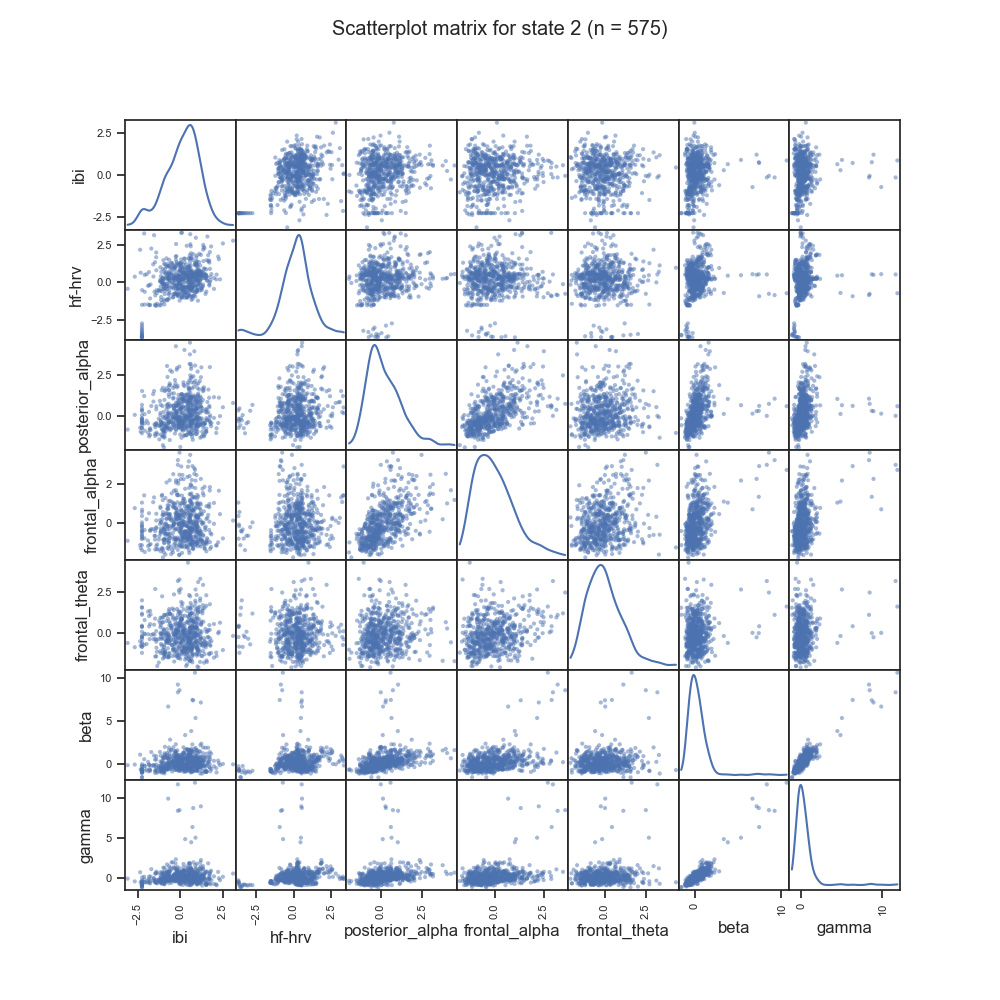 Scatterplot matrix for state 2 (n = 575)
2.5
0.0
−2.5
ibi
2.5
0.0
−2.5
hf-hrv
2.5
0.0
posterior_alpha
2
0
frontal_alpha
2.5
0.0
frontal_theta
10
5
0
beta
10
5
0
gamma
−2.5 0.0 2.5 −2.5 0.0 2.5 0.0 2.5 0.0 2.5 0.0 2.5 0 10 0 10
ibi hf-hrv posterior_alpha frontal_alpha frontal_theta beta gamma